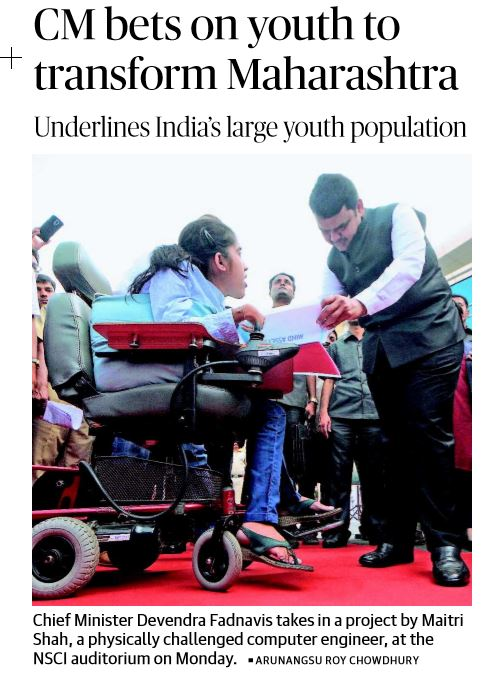 CM bets on youth to
transform Maharashtra
Underlines India's large youth population
Chief Minister Devendra Fadnavis takes in a project by Maitri
Shah, a physically challenged computer engineer, at the
NSCI auditorium on Monday. ▪ARUNANGSU ROY CHOWDHURY